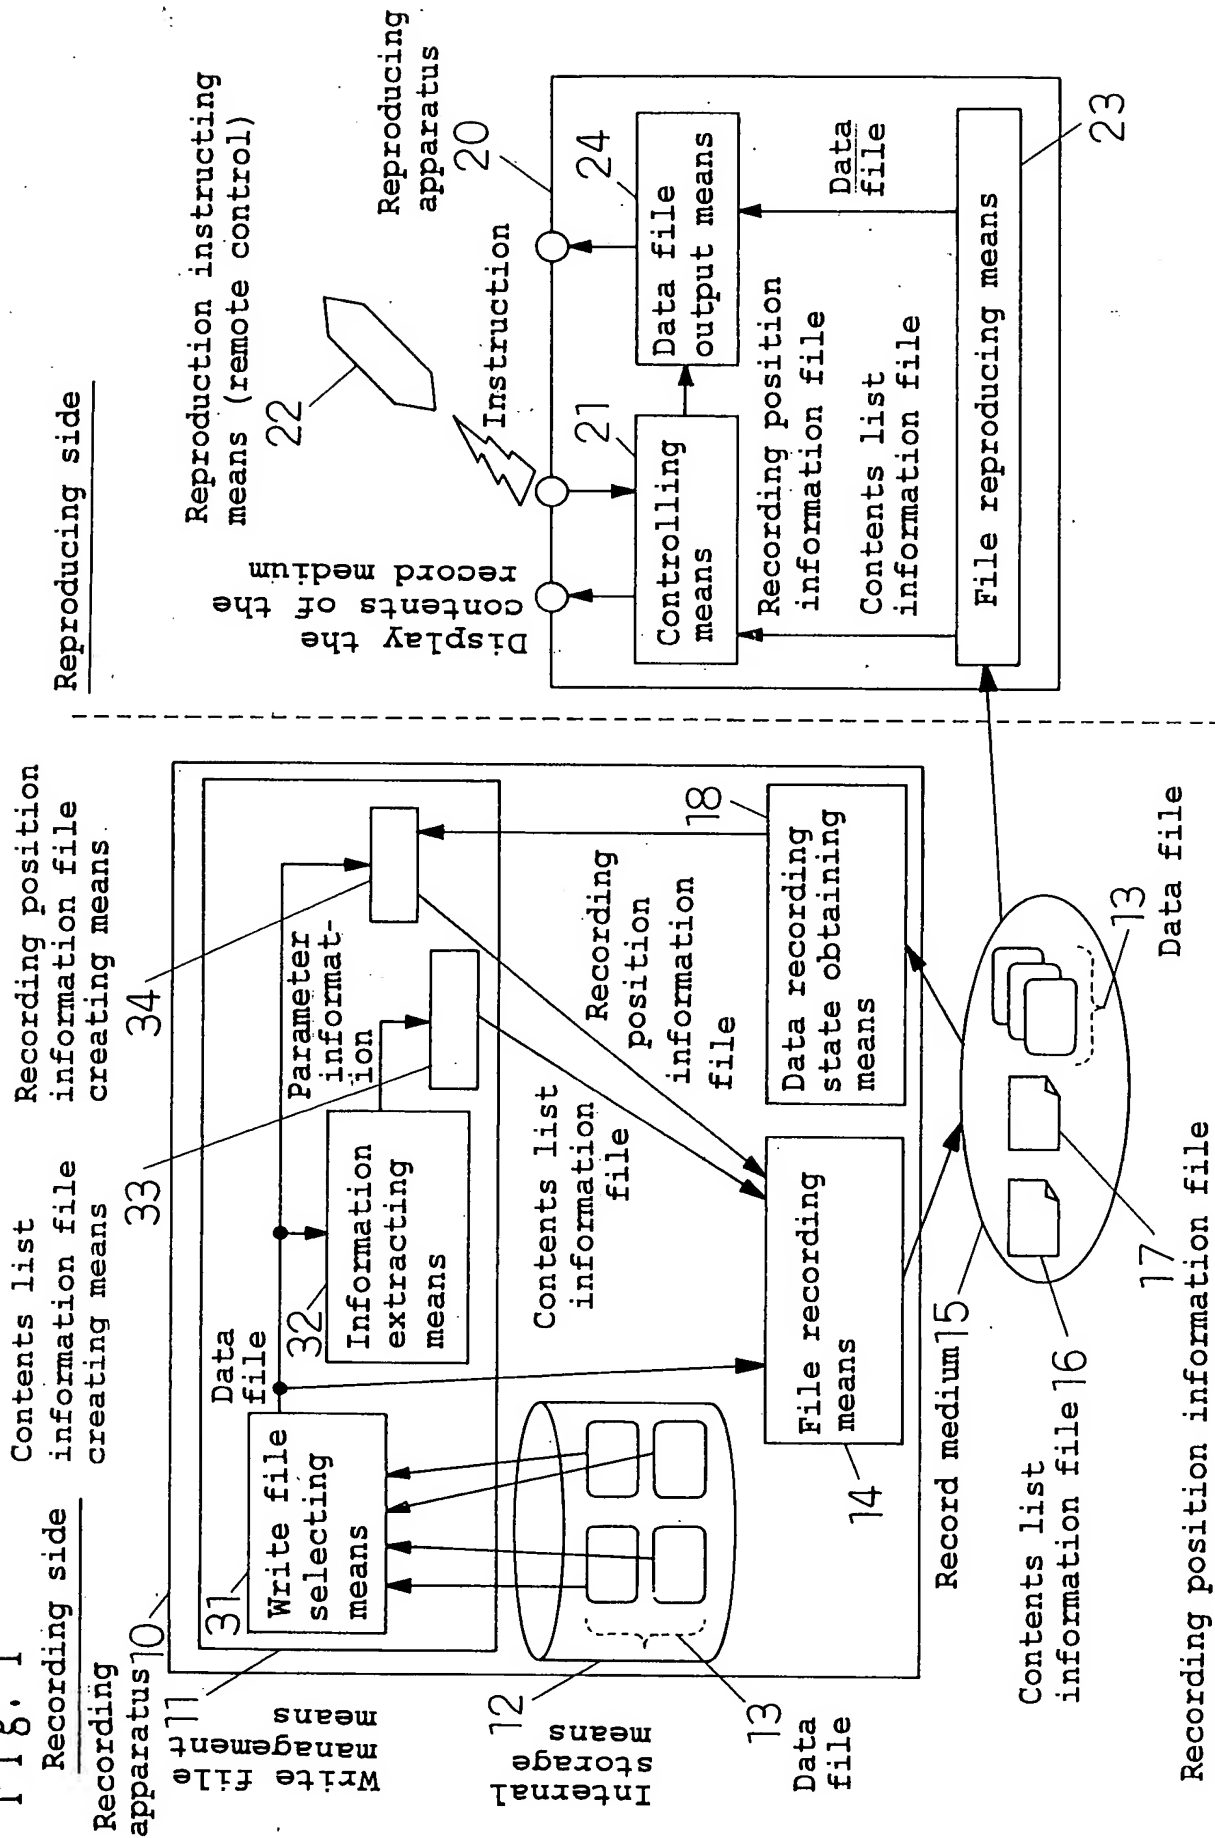 Fig. 1
Recording side
Recording
apparatus 10
Contents list
information file
creating means
33
Recording position
information file
creating means
34
Write file management
means
11
31
Write file
selecting
means
Data
file
32
Information
extracting
means
Parameter
informat-
ion
Internal
storage
means
12
13
Data
file
Contents list
information
file
Recording
position
information
file
14
File recording
means
18
Data recording
state obtaining
means
Record medium 15
Contents list
information file 16
17
Recording position information file
13
Data file
Reproducing side
Reproduction instructing
means (remote control)
22
Reproducing
apparatus
20
Display the
contents of the
record medium
Instruction
21
Controlling
means
24
Data file
output means
Recording position
information file
Contents list
information file
Data
file
File reproducing means
23